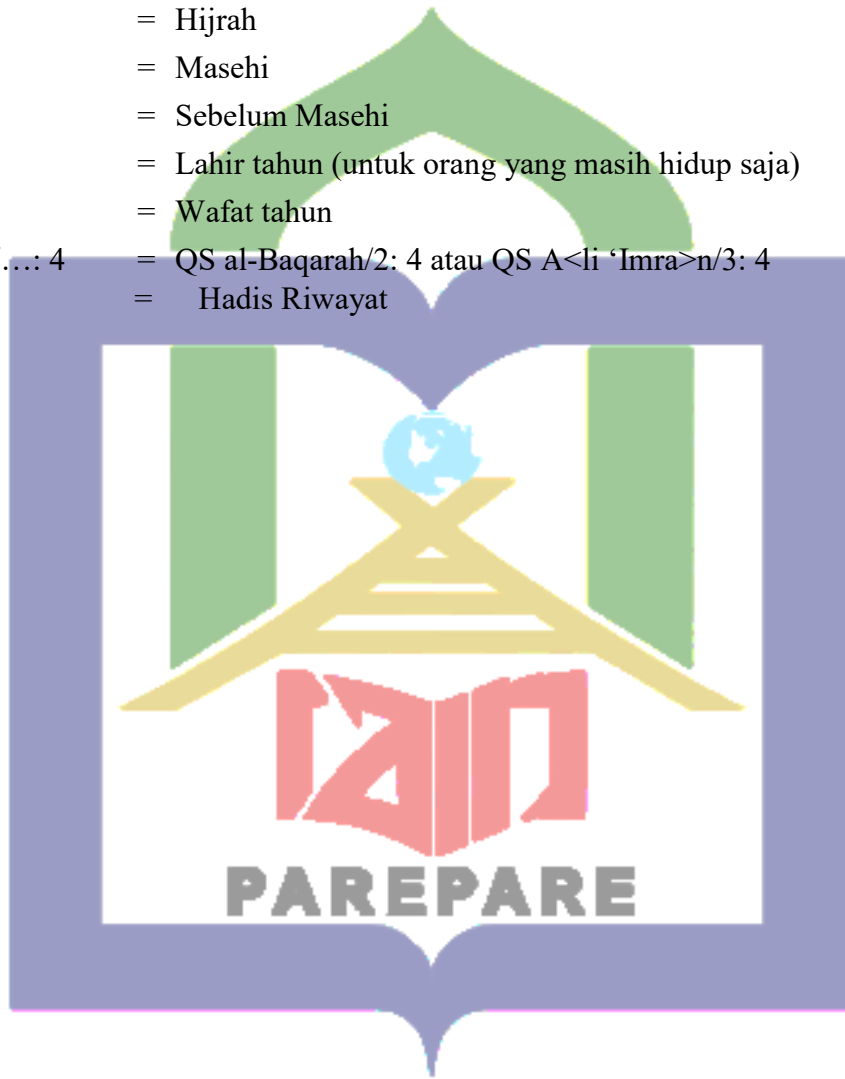 = Hijrah
= Masehi
= Sebelum Masehi
= Lahir tahun (untuk orang yang masih hidup saja)
= Wafat tahun
…: 4 = QS al-Baqarah/2: 4 atau QS A<li ‘Imra>n/3: 4
= Hadis Riwayat
iain
PAREPARE